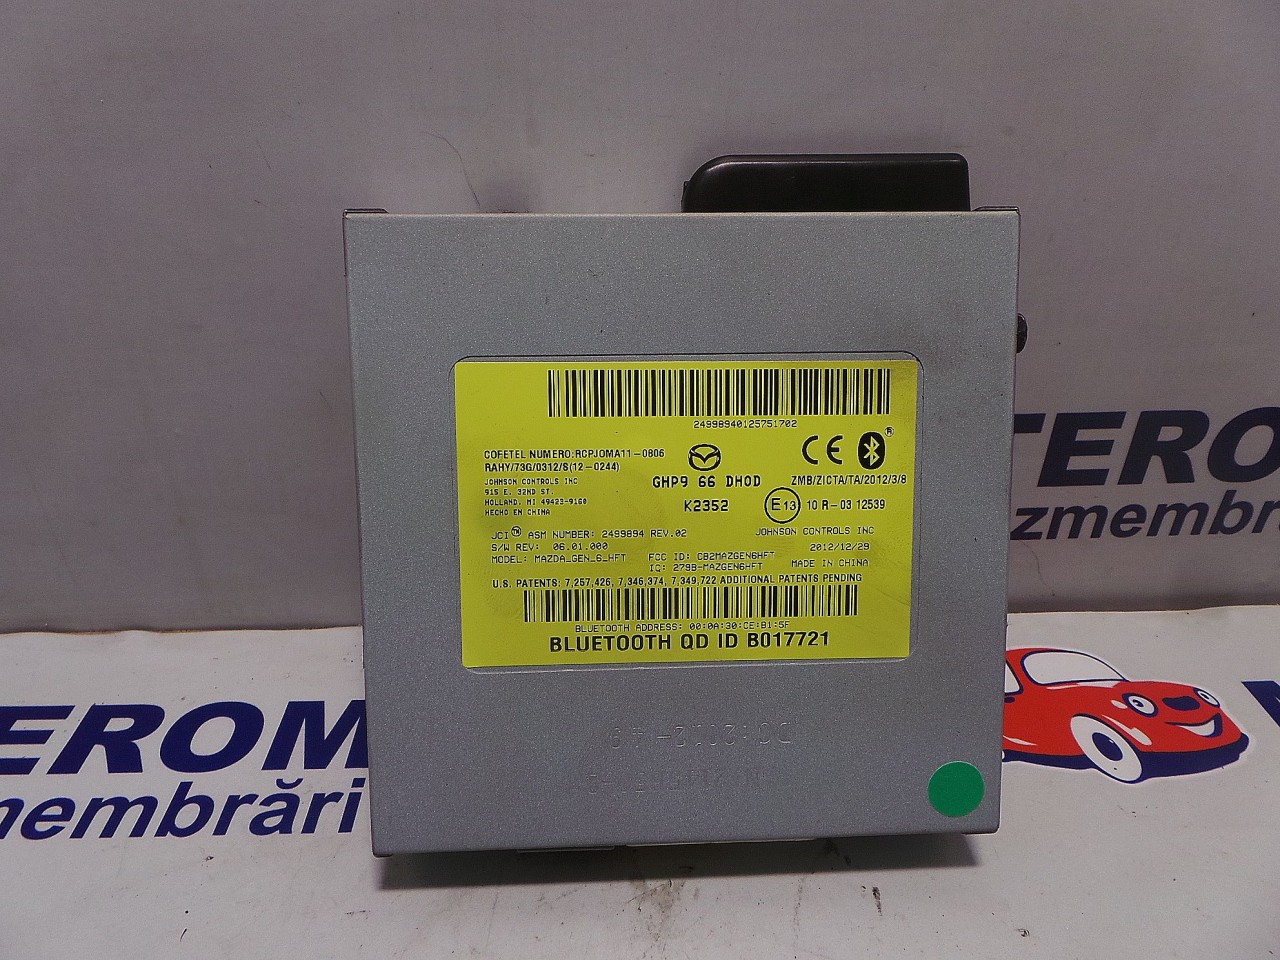 24998940125751702
COFETEL NUMERO:RCPJOMA11-0806
RAHY/73G/0312/S(12-0244)
JOHNSON CONTROLS INC
915 E. 32ND ST.
HOLLAND, MI 49423-9160
HECHO EN CHINA
GHP9 66 DH0D
K2352
CE
ZMB/ZICTA/TA/2012/3/8
E13 10 R-03 12539
JCI™ ASM NUMBER: 2499894 REV.02
S/W REV: 06.01.000
MODEL: MAZDA_GEN_6_HFT
JOHNSON CONTROLS INC
2012/12/29
FCC ID: CB2MAZGEN6HFT
IC: 279B-MAZGEN6HFT
MADE IN CHINA
U.S. PATENTS: 7,257,426, 7,346,374, 7,349,722 ADDITIONAL PATENTS PENDING
BLUETOOTH ADDRESS: 00:0A:30:CE:B1:5F
BLUETOOTH QD ID B017721
TEROM
zmembrări
EROM
membrări